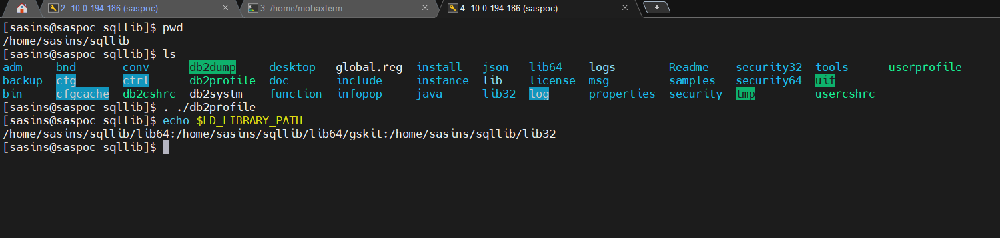 2. 10.0.194.186 (saspoc)
3. /home/mobaxterm
4. 10.0.194.186 (saspoc)
[sasins@saspoc sqllib]$ pwd
/home/sasins/sqllib
[sasins@saspoc sqllib]$ ls
adm bnd conv db2dump desktop global.reg install json lib64 logs Readme security32 tools userprofile
backup cfg ctrl db2profile doc include instance lib license msg samples security64 uif
bin cfgcache db2cshrc db2systm function infopop java lib32 log properties security tmp usercshrc
[sasins@saspoc sqllib]$ . ./db2profile
[sasins@saspoc sqllib]$ echo $LD_LIBRARY_PATH
/home/sasins/sqllib/lib64:/home/sasins/sqllib/lib64/gskit:/home/sasins/sqllib/lib32
[sasins@saspoc sqllib]$